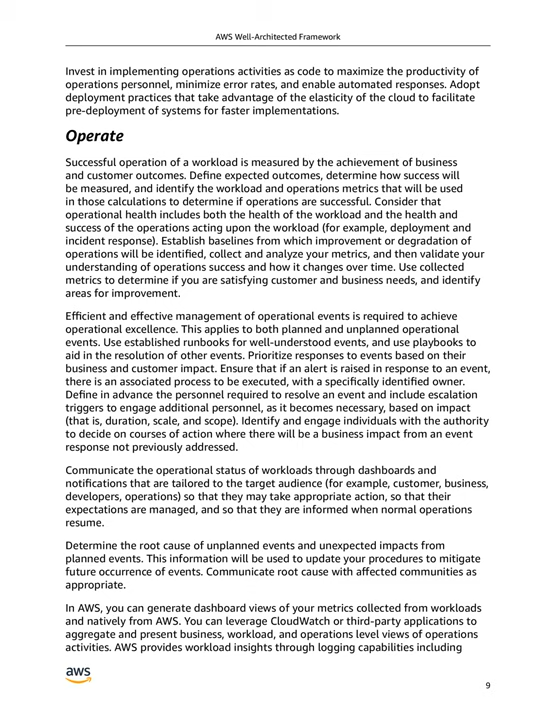 AWS Well-Architected Framework
Invest in implementing operations activities as code to maximize the productivity of
operations personnel, minimize error rates, and enable automated responses. Adopt
deployment practices that take advantage of the elasticity of the cloud to facilitate
pre-deployment of systems for faster implementations.
Operate
Successful operation of a workload is measured by the achievement of business
and customer outcomes. Define expected outcomes, determine how success will
be measured, and identify the workload and operations metrics that will be used
in those calculations to determine if operations are successful. Consider that
operational health includes both the health of the workload and the health and
success of the operations acting upon the workload (for example, deployment and
incident response). Establish baselines from which improvement or degradation of
operations will be identified, collect and analyze your metrics, and then validate your
understanding of operations success and how it changes over time. Use collected
metrics to determine if you are satisfying customer and business needs, and identify
areas for improvement.
Efficient and effective management of operational events is required to achieve
operational excellence. This applies to both planned and unplanned operational
events. Use established runbooks for well-understood events, and use playbooks to
aid in the resolution of other events. Prioritize responses to events based on their
business and customer impact. Ensure that if an alert is raised in response to an event,
there is an associated process to be executed, with a specifically identified owner.
Define in advance the personnel required to resolve an event and include escalation
triggers to engage additional personnel, as it becomes necessary, based on impact
(that is, duration, scale, and scope). Identify and engage individuals with the authority
to decide on courses of action where there will be a business impact from an event
response not previously addressed.
Communicate the operational status of workloads through dashboards and
notifications that are tailored to the target audience (for example, customer, business,
developers, operations) so that they may take appropriate action, so that their
expectations are managed, and so that they are informed when normal operations
resume.
Determine the root cause of unplanned events and unexpected impacts from
planned events. This information will be used to update your procedures to mitigate
future occurrence of events. Communicate root cause with affected communities as
appropriate.
In AWS, you can generate dashboard views of your metrics collected from workloads
and natively from AWS. You can leverage CloudWatch or third-party applications to
aggregate and present business, workload, and operations level views of operations
activities. AWS provides workload insights through logging capabilities including
aws
9